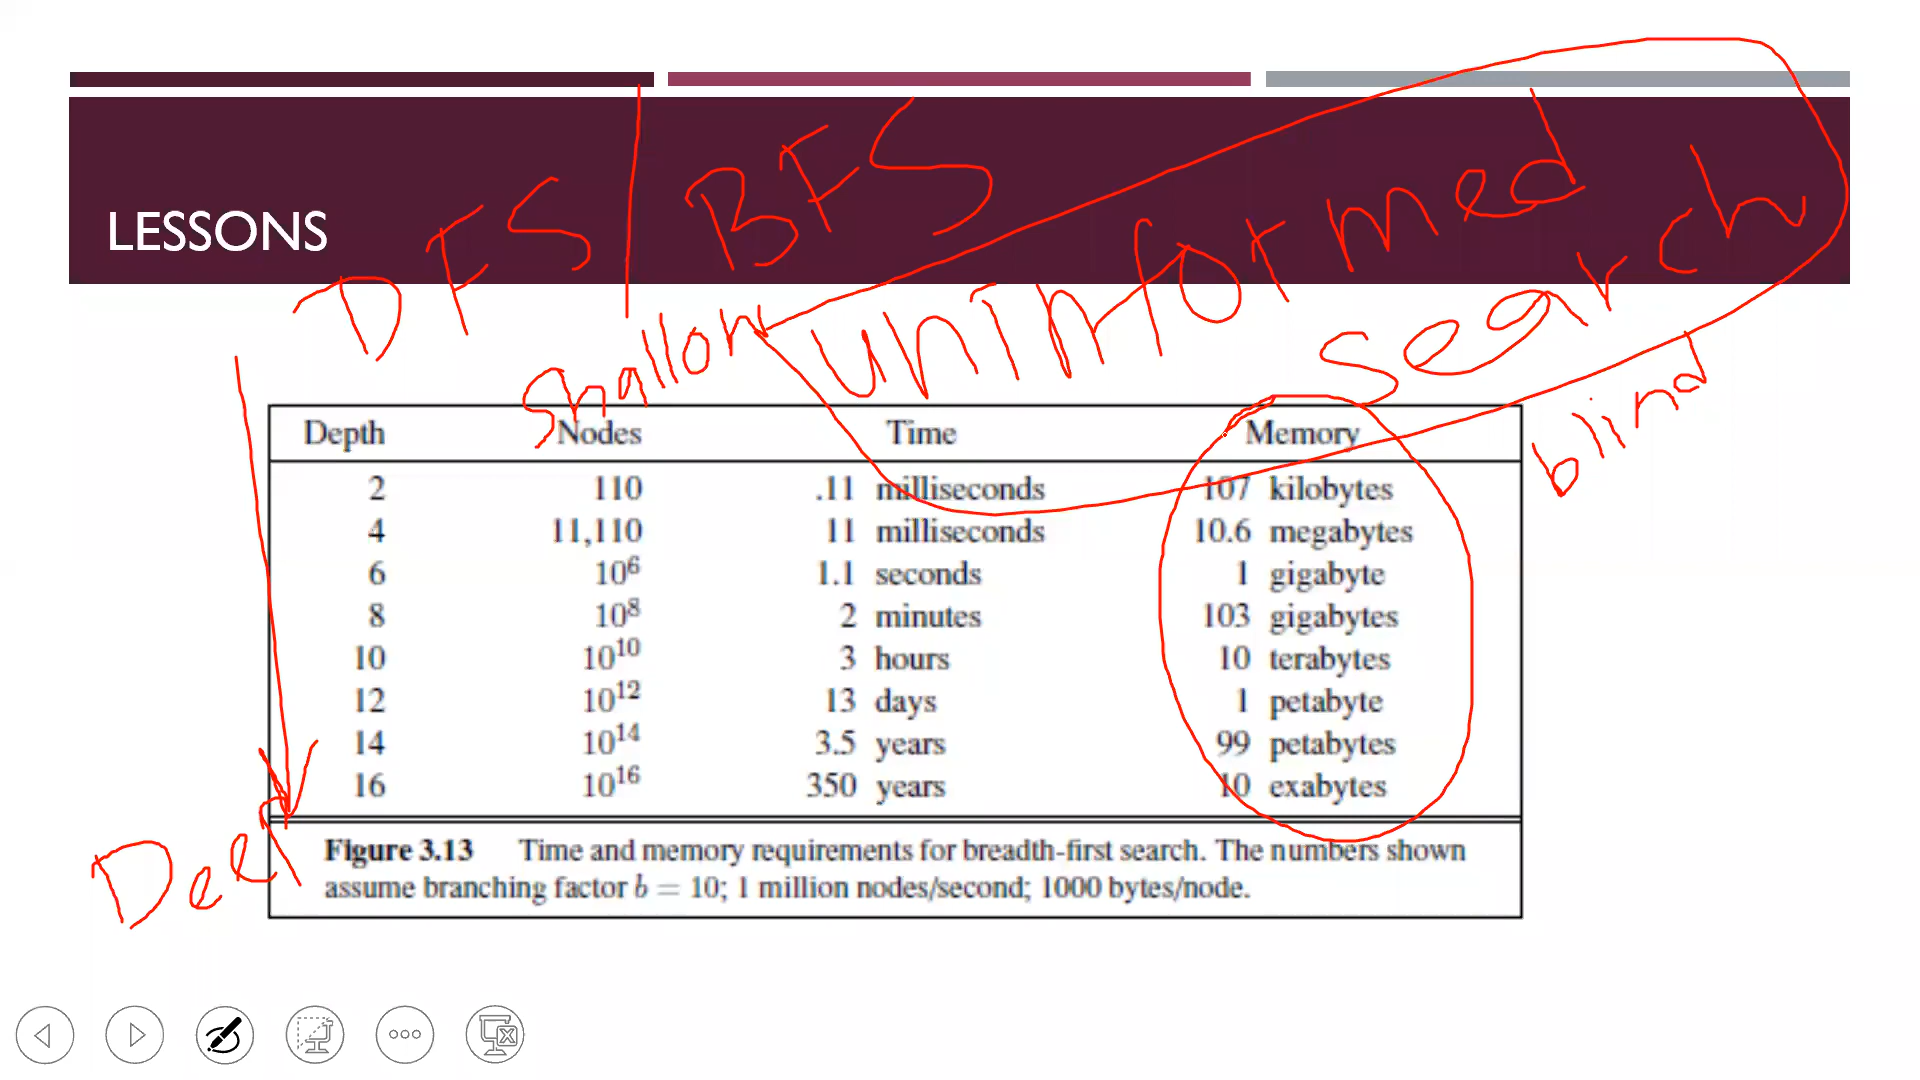 LESSONS
DFS | BFS
Shallow
uninformed
search
blind
Deep
Depth Nodes Time Memory
2 110 .11 milliseconds 107 kilobytes
4 11,110 11 milliseconds 10.6 megabytes
6 10⁶ 1.1 seconds 1 gigabyte
8 10⁸ 2 minutes 103 gigabytes
10 10¹⁰ 3 hours 10 terabytes
12 10¹² 13 days 1 petabyte
14 10¹⁴ 3.5 years 99 petabytes
16 10¹⁶ 350 years 10 exabytes
Figure 3.13 Time and memory requirements for breadth-first search. The numbers shown
assume branching factor b = 10; 1 million nodes/second; 1000 bytes/node.